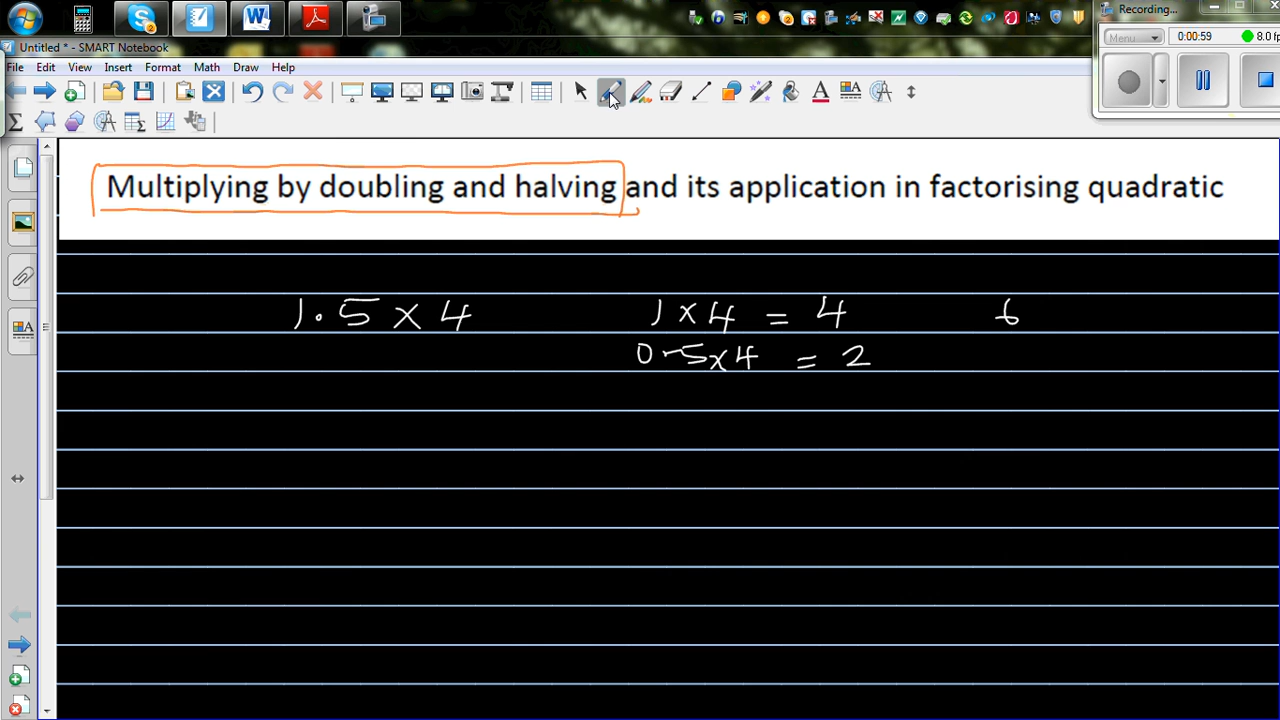 Recording...
Menu
0:00:59
8.0 f
Untitled * - SMART Notebook
File Edit View Insert Format Math Draw Help
Multiplying by doubling and halving and its application in factorising quadratic
1.5 × 4 1 × 4 = 4 6
0.5 × 4 = 2